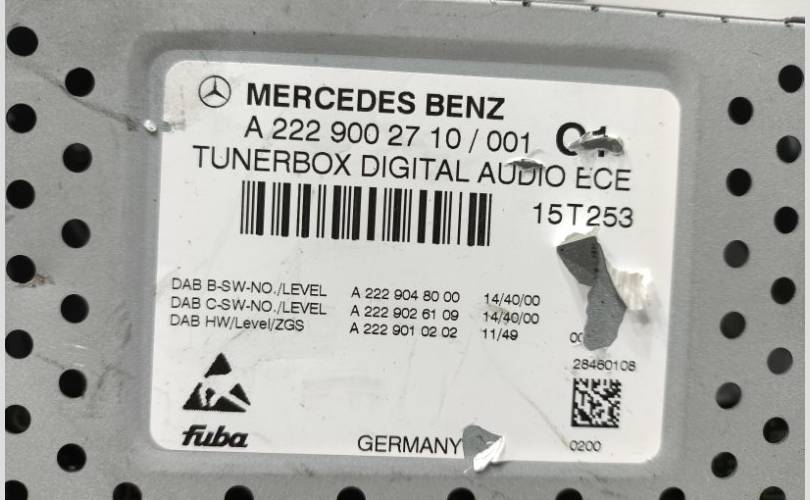 MERCEDES BENZ
A 222 900 27 10 / 001
TUNERBOX DIGITAL AUDIO ECE
15T253
DAB B-SW-NO./LEVEL A 222 904 80 00 14/40/00
DAB C-SW-NO./LEVEL A 222 902 61 09 14/40/00
DAB HW/Level/ZGS A 222 901 02 02 11/49
28460108
fuba
GERMANY
0200